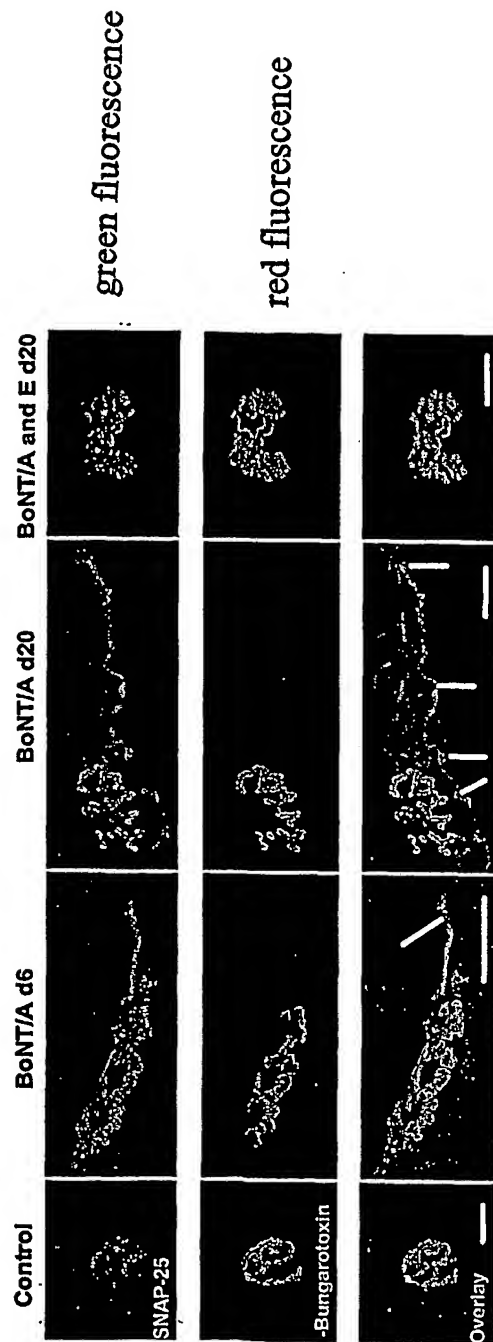 Control
BoNT/A d6
BoNT/A d20
BoNT/A and E d20
SNAP-25
green fluorescence
-Bungarotoxin
red fluorescence
Overlay